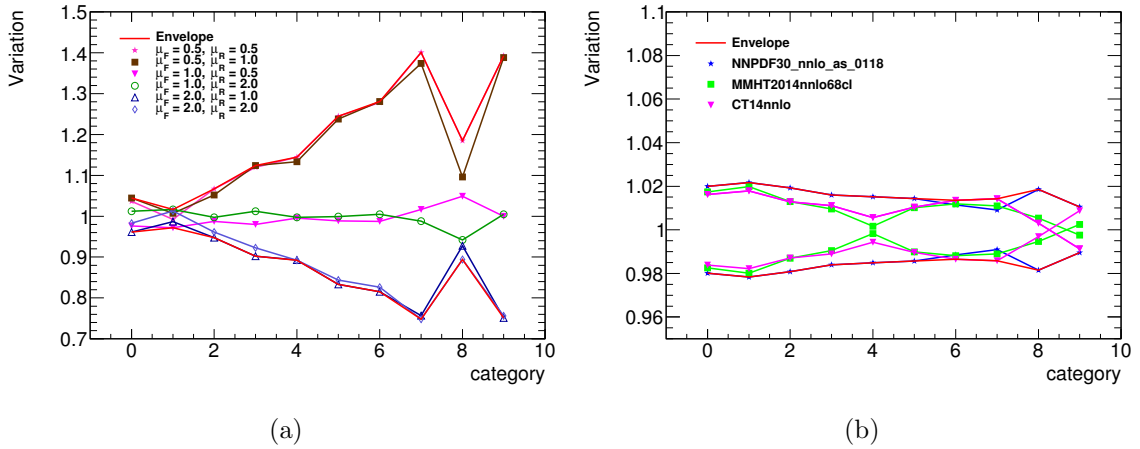 Variation
1.5
1.4
1.3
1.2
1.1
1
0.9
0.8
0.7
Envelope
μF = 0.5, μR = 0.5
μF = 0.5, μR = 1.0
μF = 1.0, μR = 0.5
μF = 1.0, μR = 2.0
μF = 2.0, μR = 1.0
μF = 2.0, μR = 2.0
0 2 4 6 8 10
category
(a)
Variation
1.1
1.08
1.06
1.04
1.02
1
0.98
0.96
Envelope
NNPDF30_nnlo_as_0118
MMHT2014nnlo68cl
CT14nnlo
0 2 4 6 8 10
category
(b)